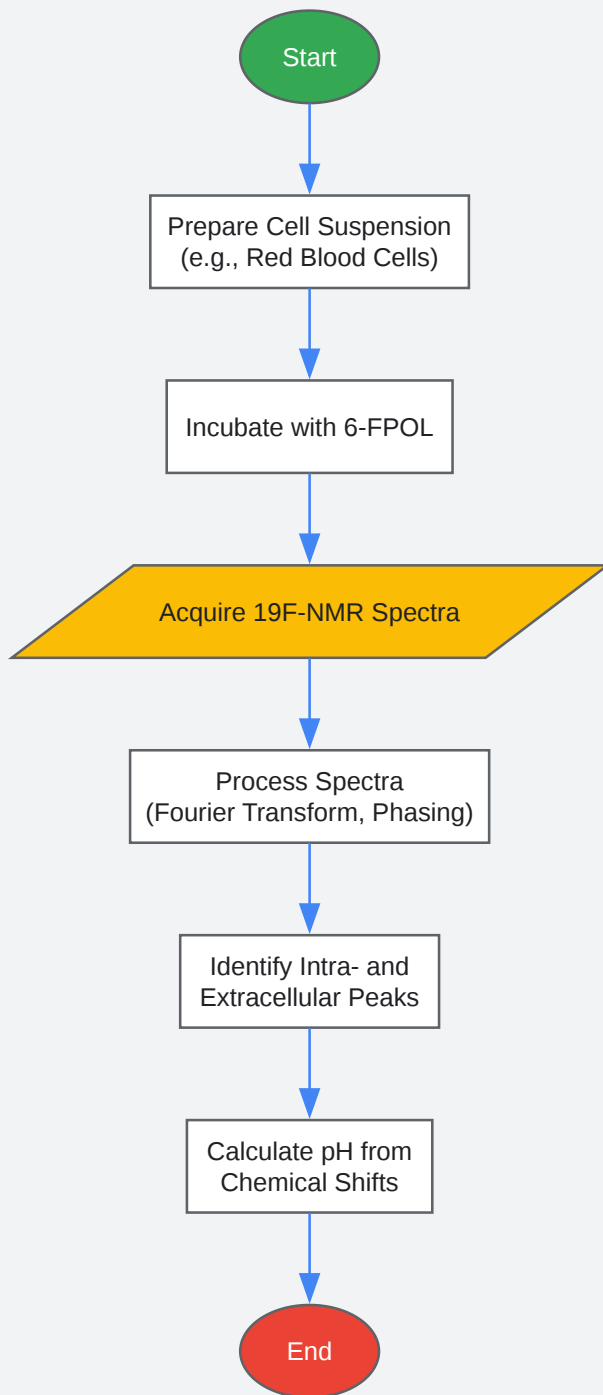 Start
Prepare Cell Suspension
(e.g., Red Blood Cells)
Incubate with 6-FPOL
Acquire 19F-NMR Spectra
Process Spectra
(Fourier Transform, Phasing)
Identify Intra- and
Extracellular Peaks
Calculate pH from
Chemical Shifts
End